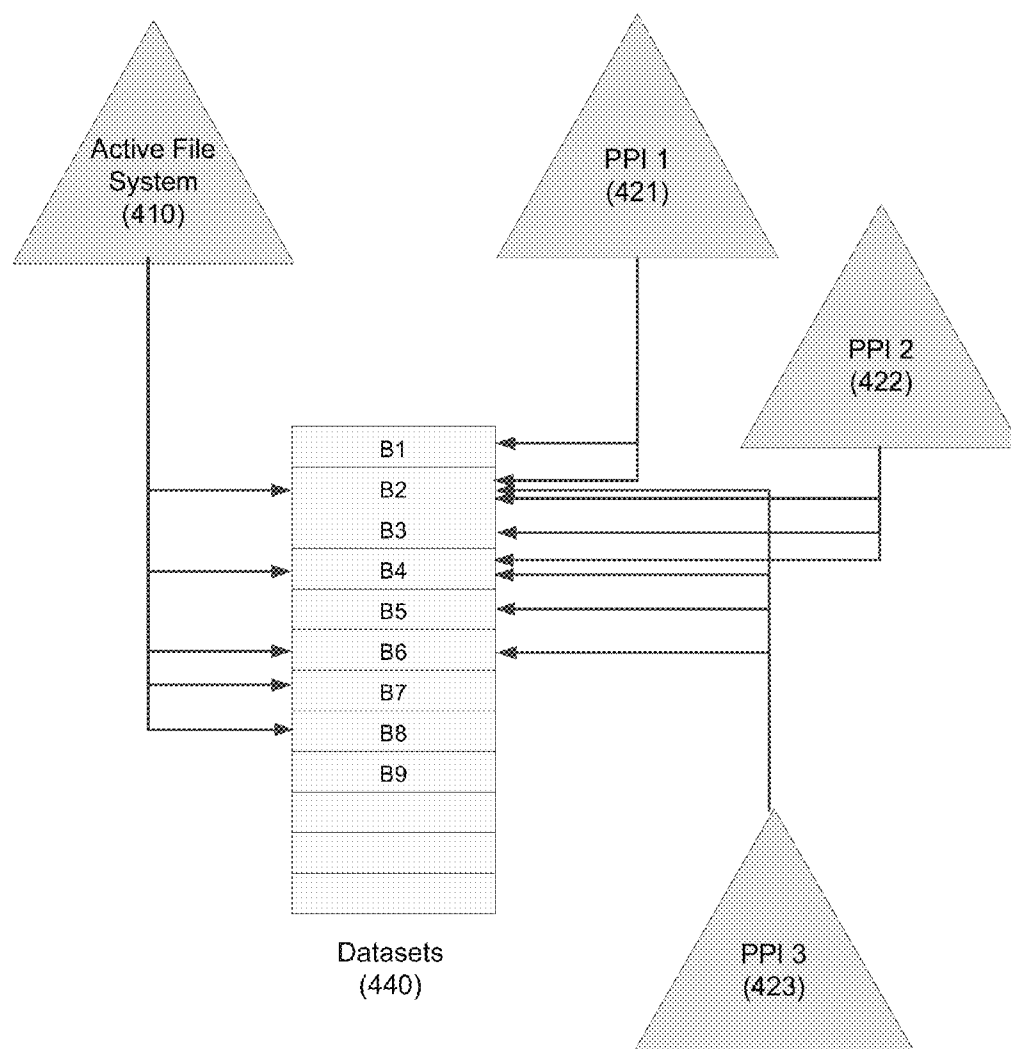 Active File
System
(410)
PPI 1
(421)
PPI 2
(422)
B1
B2
B3
B4
B5
B6
B7
B8
B9
Datasets
(440)
PPI 3
(423)